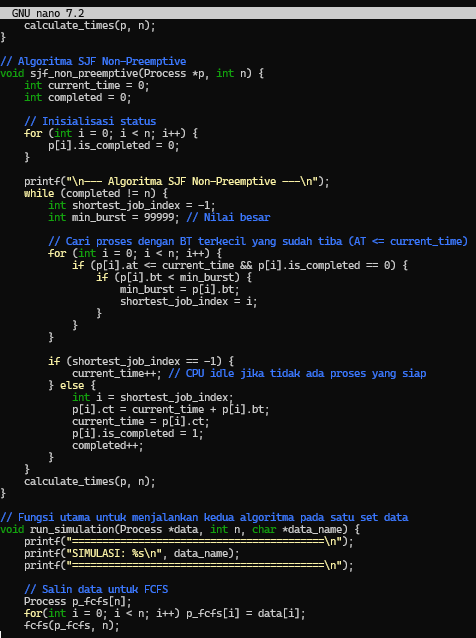 GNU nano 7.2
    calculate_times(p, n);
}

// Algoritma SJF Non-Preemptive
void sjf_non_preemptive(Process *p, int n) {
    int current_time = 0;
    int completed = 0;

    // Inisialisasi status
    for (int i = 0; i < n; i++) {
        p[i].is_completed = 0;
    }

    printf("\n--- Algoritma SJF Non-Preemptive ---\n");
    while (completed != n) {
        int shortest_job_index = -1;
        int min_burst = 99999; // Nilai besar

        // Cari proses dengan BT terkecil yang sudah tiba (AT <= current_time)
        for (int i = 0; i < n; i++) {
            if (p[i].at <= current_time && p[i].is_completed == 0) {
                if (p[i].bt < min_burst) {
                    min_burst = p[i].bt;
                    shortest_job_index = i;
                }
            }
        }

        if (shortest_job_index == -1) {
            current_time++; // CPU idle jika tidak ada proses yang siap
        } else {
            int i = shortest_job_index;
            p[i].ct = current_time + p[i].bt;
            current_time = p[i].ct;
            p[i].is_completed = 1;
            completed++;
        }
    }
    calculate_times(p, n);
}

// Fungsi utama untuk menjalankan kedua algoritma pada satu set data
void run_simulation(Process *data, int n, char *data_name) {
    printf("==========================================\n");
    printf("SIMULASI: %s\n", data_name);
    printf("==========================================\n");

    // Salin data untuk FCFS
    Process p_fcfs[n];
    for(int i = 0; i < n; i++) p_fcfs[i] = data[i];
    fcfs(p_fcfs, n);